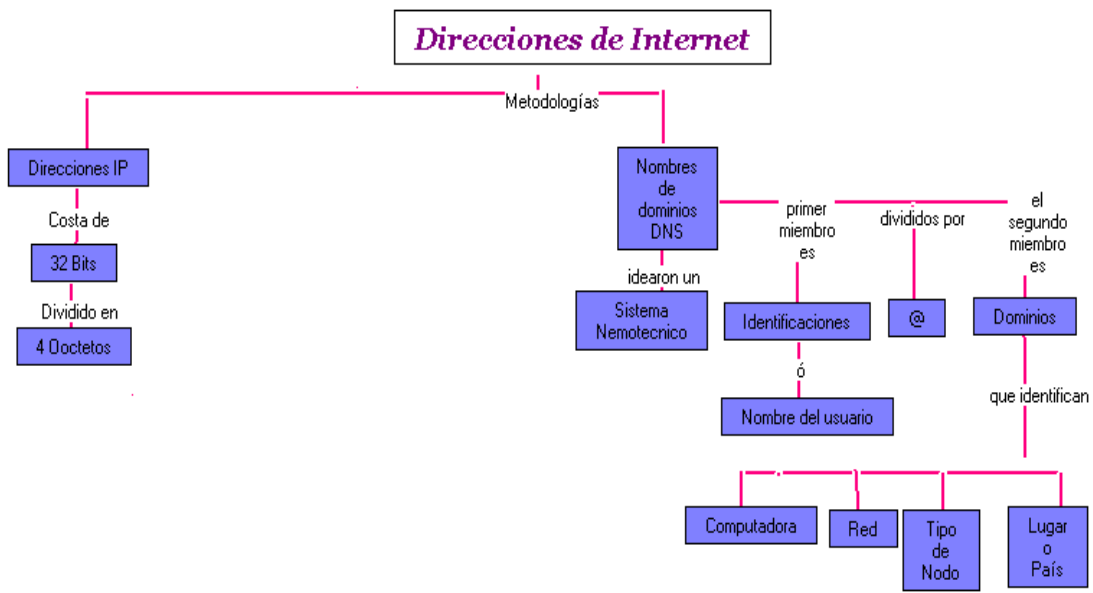 Direcciones de Internet
Metodologías
Direcciones IP
Costa de
32 Bits
Dividido en
4 Ooctetos
Nombres
de
dominios
DNS
idearon un
Sistema
Nemotecnico
primer
miembro
es
Identificaciones
ó
Nombre del usuario
divididos por
@
el
segundo
miembro
es
Dominios
que identifican
Computadora
Red
Tipo
de
Nodo
Lugar
o
País